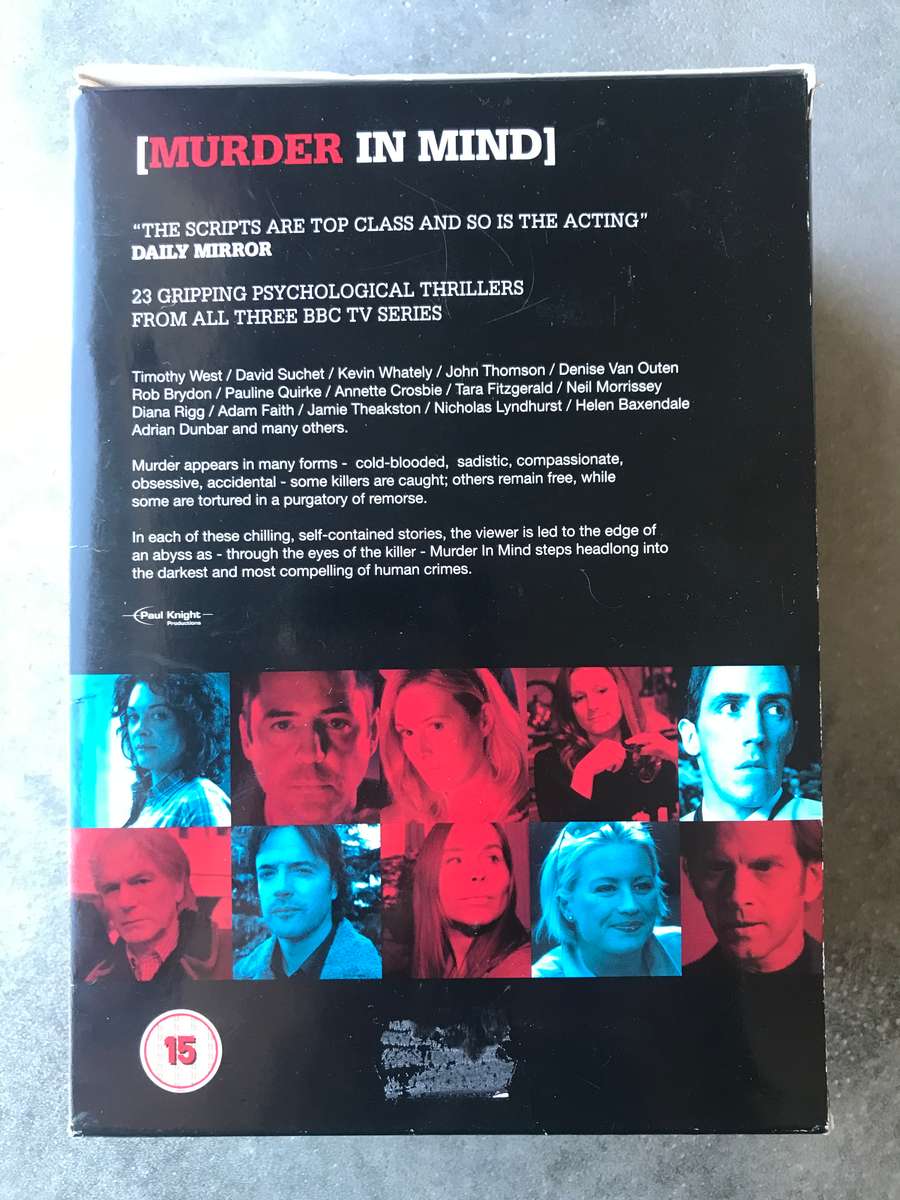 [MURDER IN MIND]
“THE SCRIPTS ARE TOP CLASS AND SO IS THE ACTING”
DAILY MIRROR
23 GRIPPING PSYCHOLOGICAL THRILLERS
FROM ALL THREE BBC TV SERIES
Timothy West / David Suchet / Kevin Whately / John Thomson / Denise Van Outen
Rob Brydon / Pauline Quirke / Annette Crosbie / Tara Fitzgerald / Neil Morrissey
Diana Rigg / Adam Faith / Jamie Theakston / Nicholas Lyndhurst / Helen Baxendale
Adrian Dunbar and many others.
Murder appears in many forms - cold-blooded, sadistic, compassionate,
obsessive, accidental - some killers are caught; others remain free, while
some are tortured in a purgatory of remorse.
In each of these chilling, self-contained stories, the viewer is led to the edge of
an abyss as - through the eyes of the killer - Murder In Mind steps headlong into
the darkest and most compelling of human crimes.
Paul Knight
Productions
15